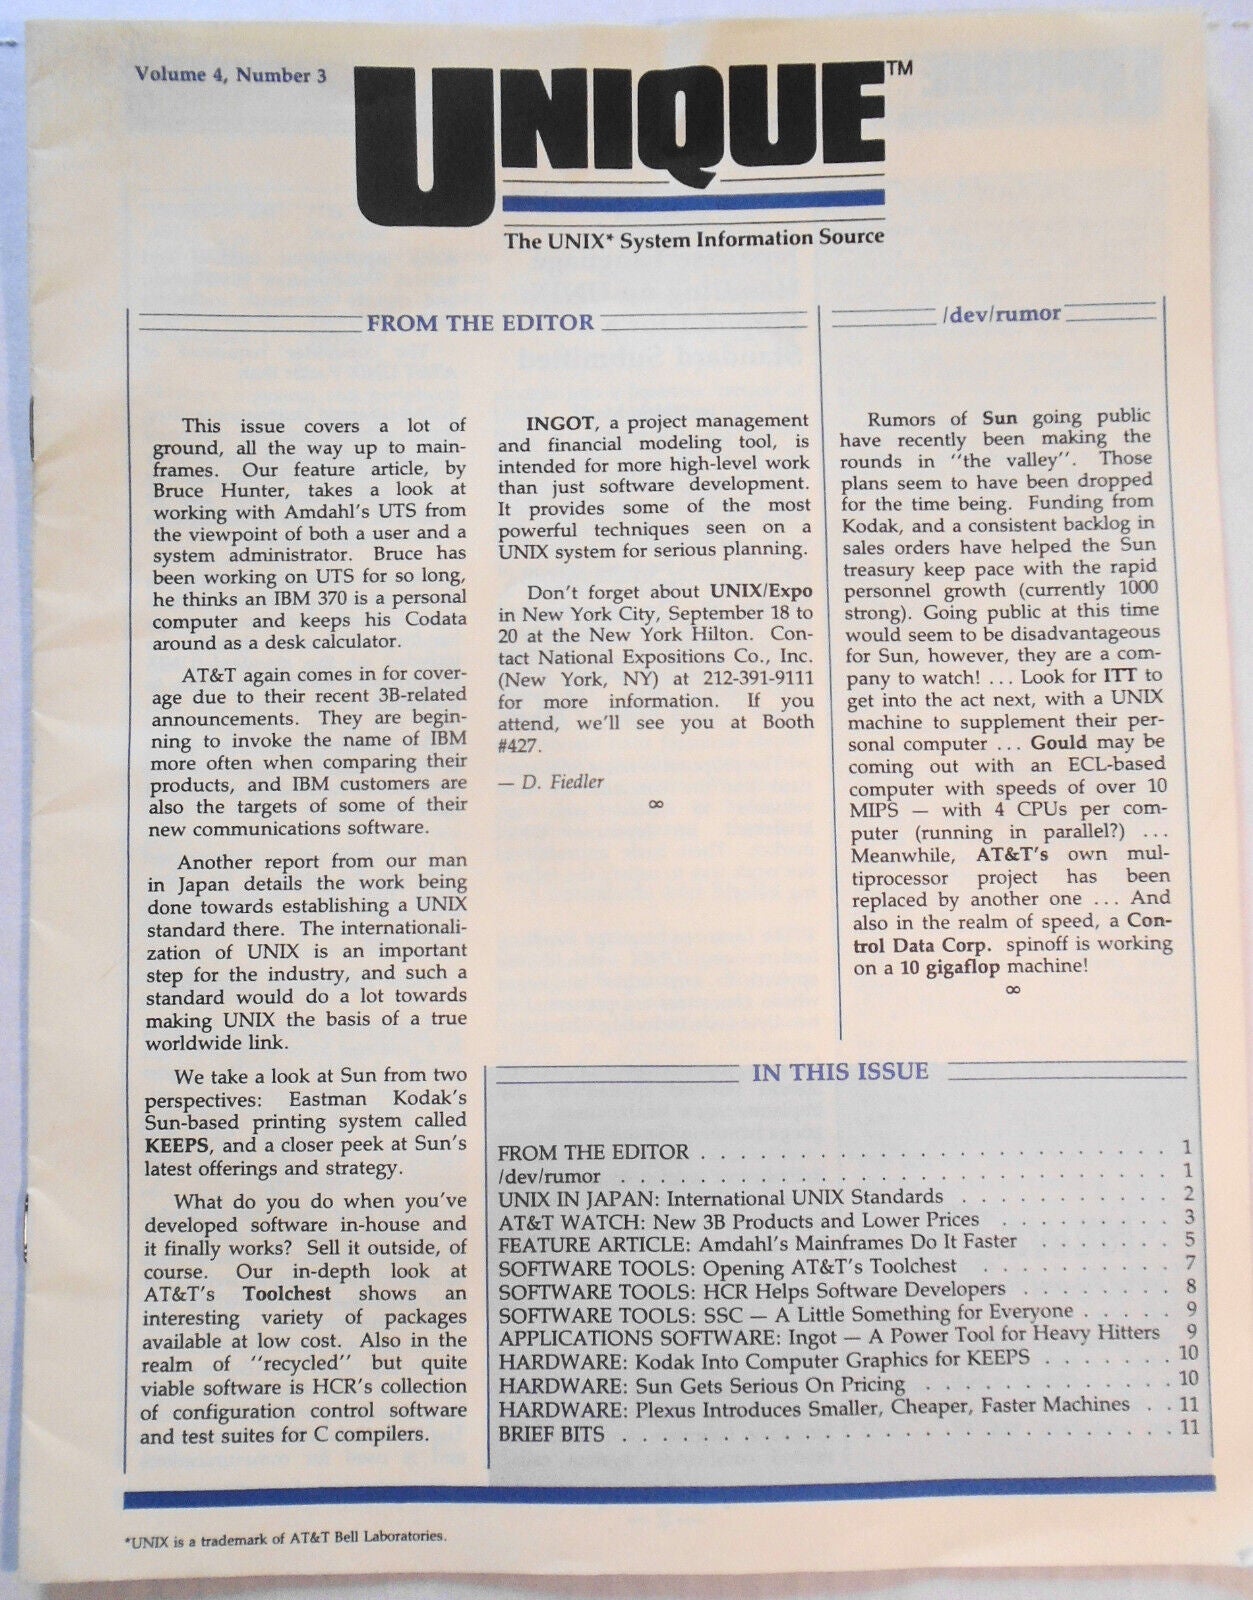 Volume 4, Number 3
UNIQUE™
The UNIX* System Information Source
FROM THE EDITOR
This issue covers a lot of
ground, all the way up to main-
frames. Our feature article, by
Bruce Hunter, takes a look at
working with Amdahl's UTS from
the viewpoint of both a user and a
system administrator. Bruce has
been working on UTS for so long,
he thinks an IBM 370 is a personal
computer and keeps his Codata
around as a desk calculator.
AT&T again comes in for cover-
age due to their recent 3B-related
announcements. They are begin-
ning to invoke the name of IBM
more often when comparing their
products, and IBM customers are
also the targets of some of their
new communications software.
Another report from our man
in Japan details the work being
done towards establishing a UNIX
standard there. The internationali-
zation of UNIX is an important
step for the industry, and such a
standard would do a lot towards
making UNIX the basis of a true
worldwide link.
We take a look at Sun from two
perspectives: Eastman Kodak's
Sun-based printing system called
KEEPS, and a closer peek at Sun's
latest offerings and strategy.
What do you do when you've
developed software in-house and
it finally works? Sell it outside, of
course. Our in-depth look at
AT&T's Toolchest shows an
interesting variety of packages
available at low cost. Also in the
realm of "recycled" but quite
viable software is HCR's collection
of configuration control software
and test suites for C compilers.
INGOT, a project management
and financial modeling tool, is
intended for more high-level work
than just software development.
It provides some of the most
powerful techniques seen on a
UNIX system for serious planning.
Don't forget about UNIX/Expo
in New York City, September 18 to
20 at the New York Hilton. Con-
tact National Expositions Co., Inc.
(New York, NY) at 212-391-9111
for more information. If you
attend, we'll see you at Booth
#427.
— D. Fiedler
∞
/dev/rumor
Rumors of Sun going public
have recently been making the
rounds in "the valley". Those
plans seem to have been dropped
for the time being. Funding from
Kodak, and a consistent backlog in
sales orders have helped the Sun
treasury keep pace with the rapid
personnel growth (currently 1000
strong). Going public at this time
would seem to be disadvantageous
for Sun, however, they are a com-
pany to watch! ... Look for ITT to
get into the act next, with a UNIX
machine to supplement their per-
sonal computer ... Gould may be
coming out with an ECL-based
computer with speeds of over 10
MIPS — with 4 CPUs per com-
puter (running in parallel?) ...
Meanwhile, AT&T's own mul-
tiprocessor project has been
replaced by another one ... And
also in the realm of speed, a Con-
trol Data Corp. spinoff is working
on a 10 gigaflop machine!
∞
IN THIS ISSUE
FROM THE EDITOR . . . . . . . . . . . . . . . . . . . . 1
/dev/rumor . . . . . . . . . . . . . . . . . . . . . . . . 1
UNIX IN JAPAN: International UNIX Standards . . . . . . . . . . 2
AT&T WATCH: New 3B Products and Lower Prices . . . . . . . . . 3
FEATURE ARTICLE: Amdahl's Mainframes Do It Faster . . . . . . . 5
SOFTWARE TOOLS: Opening AT&T's Toolchest . . . . . . . . . 7
SOFTWARE TOOLS: HCR Helps Software Developers . . . . . . . . 8
SOFTWARE TOOLS: SSC — A Little Something for Everyone . . . . . 9
APPLICATIONS SOFTWARE: Ingot — A Power Tool for Heavy Hitters 9
HARDWARE: Kodak Into Computer Graphics for KEEPS . . . . . . . 10
HARDWARE: Sun Gets Serious On Pricing . . . . . . . . . . . 10
HARDWARE: Plexus Introduces Smaller, Cheaper, Faster Machines . . 11
BRIEF BITS . . . . . . . . . . . . . . . . . . . . . . . . 11
*UNIX is a trademark of AT&T Bell Laboratories.